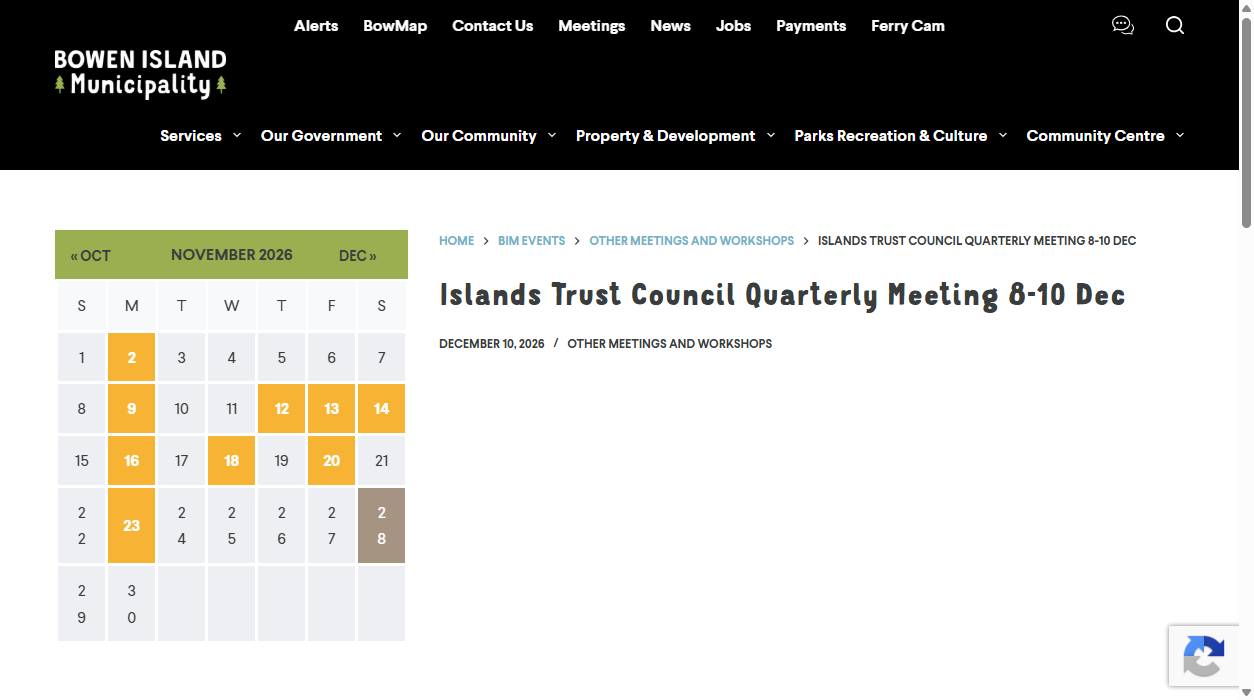 Alerts BowMap Contact Us Meetings News Jobs Payments Ferry Cam
BOWEN ISLAND
Municipality
Services Our Government Our Community Property & Development Parks Recreation & Culture Community Centre
« OCT NOVEMBER 2026 DEC »
S M T W T F S
1 2 3 4 5 6 7
8 9 10 11 12 13 14
15 16 17 18 19 20 21
22 23 24 25 26 27 28
29 30
HOME > BIM EVENTS > OTHER MEETINGS AND WORKSHOPS > ISLANDS TRUST COUNCIL QUARTERLY MEETING 8-10 DEC
Islands Trust Council Quarterly Meeting 8-10 Dec
DECEMBER 10, 2026 / OTHER MEETINGS AND WORKSHOPS